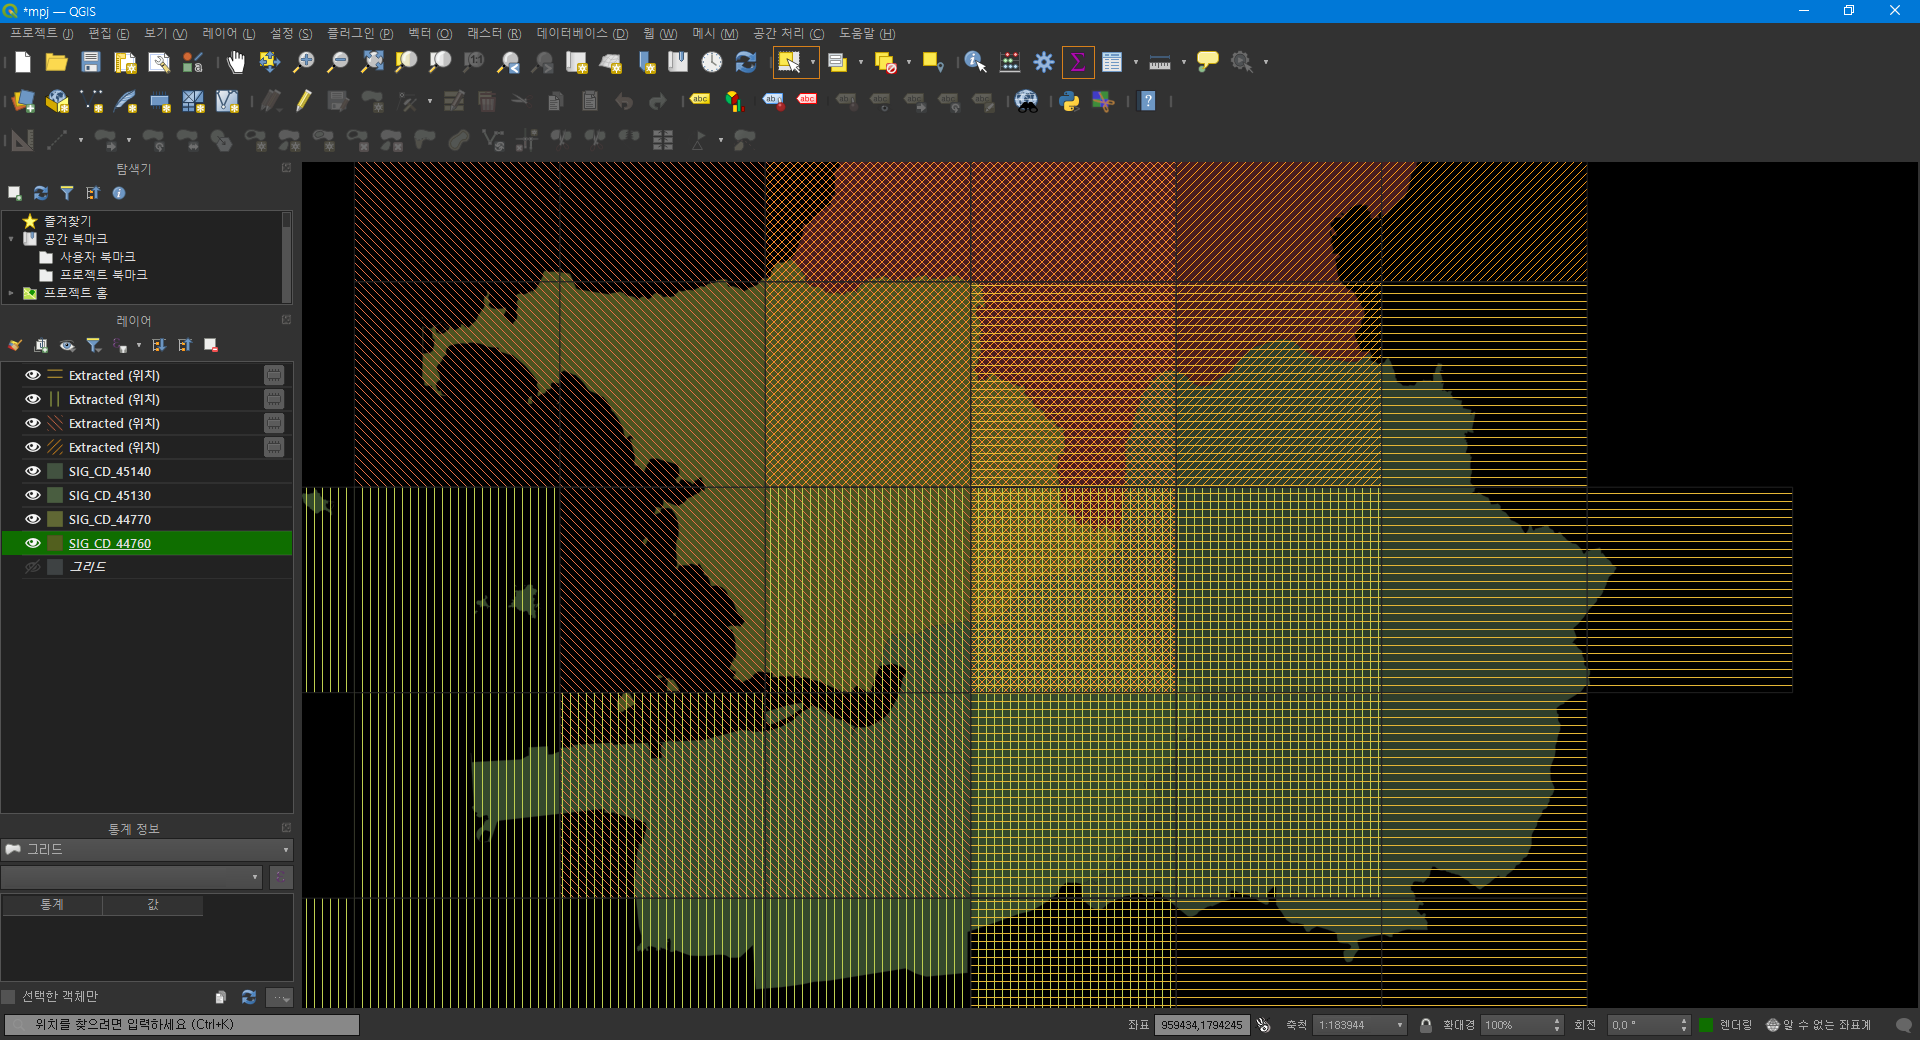 *mpj — QGIS
프로젝트 (J) 편집 (E) 보기 (V) 레이어 (L) 설정 (S) 플러그인 (P) 벡터 (O) 래스터 (R) 데이터베이스 (D) 웹 (W) 메시 (M) 공간 처리 (C) 도움말 (H)
탐색기
즐겨찾기
공간 북마크
사용자 북마크
프로젝트 북마크
프로젝트 홈
레이어
Extracted (위치)
Extracted (위치)
Extracted (위치)
Extracted (위치)
SIG_CD_45140
SIG_CD_45130
SIG_CD_44770
SIG_CD_44760
그리드
통계 정보
그리드
통계 값
선택한 객체만
위치를 찾으려면 입력하세요 (Ctrl+K) 좌표 959434,1794245 축척 1:183944 확대경 100% 회전 0,0 ° 렌더링 알 수 없는 좌표계